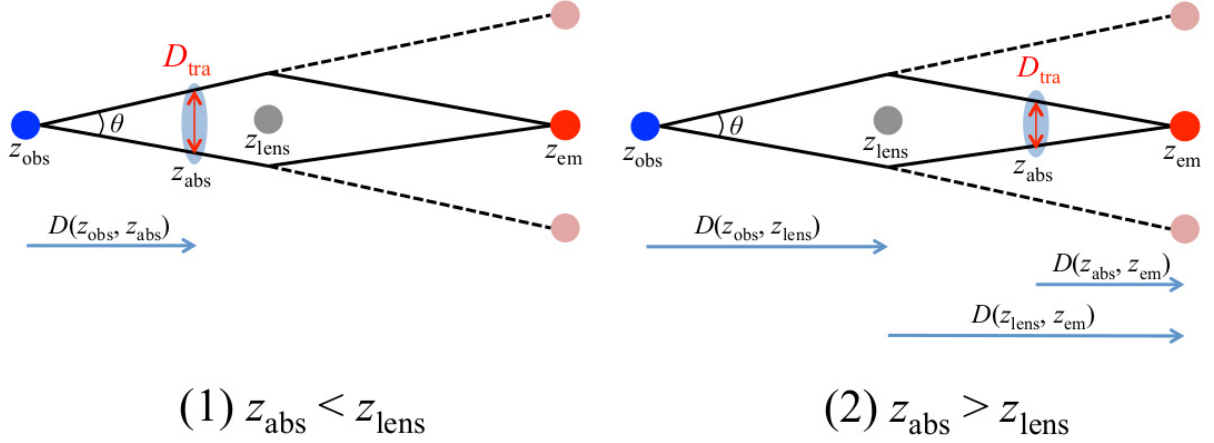 D_tra
θ
z_obs
z_abs
z_lens
z_em
D(z_obs, z_abs)
(1) z_abs < z_lens
D_tra
θ
z_obs
z_lens
z_abs
z_em
D(z_obs, z_lens)
D(z_abs, z_em)
D(z_lens, z_em)
(2) z_abs > z_lens